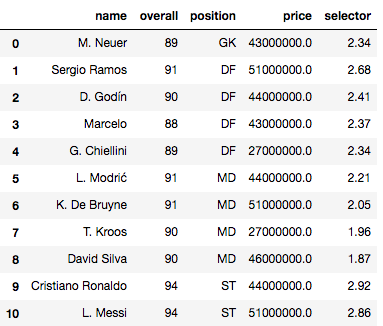 name overall position price selector
0 M. Neuer 89 GK 43000000.0 2.34
1 Sergio Ramos 91 DF 51000000.0 2.68
2 D. Godín 90 DF 44000000.0 2.41
3 Marcelo 88 DF 43000000.0 2.37
4 G. Chiellini 89 DF 27000000.0 2.34
5 L. Modrić 91 MD 44000000.0 2.21
6 K. De Bruyne 91 MD 51000000.0 2.05
7 T. Kroos 90 MD 27000000.0 1.96
8 David Silva 90 MD 46000000.0 1.87
9 Cristiano Ronaldo 94 ST 44000000.0 2.92
10 L. Messi 94 ST 51000000.0 2.86